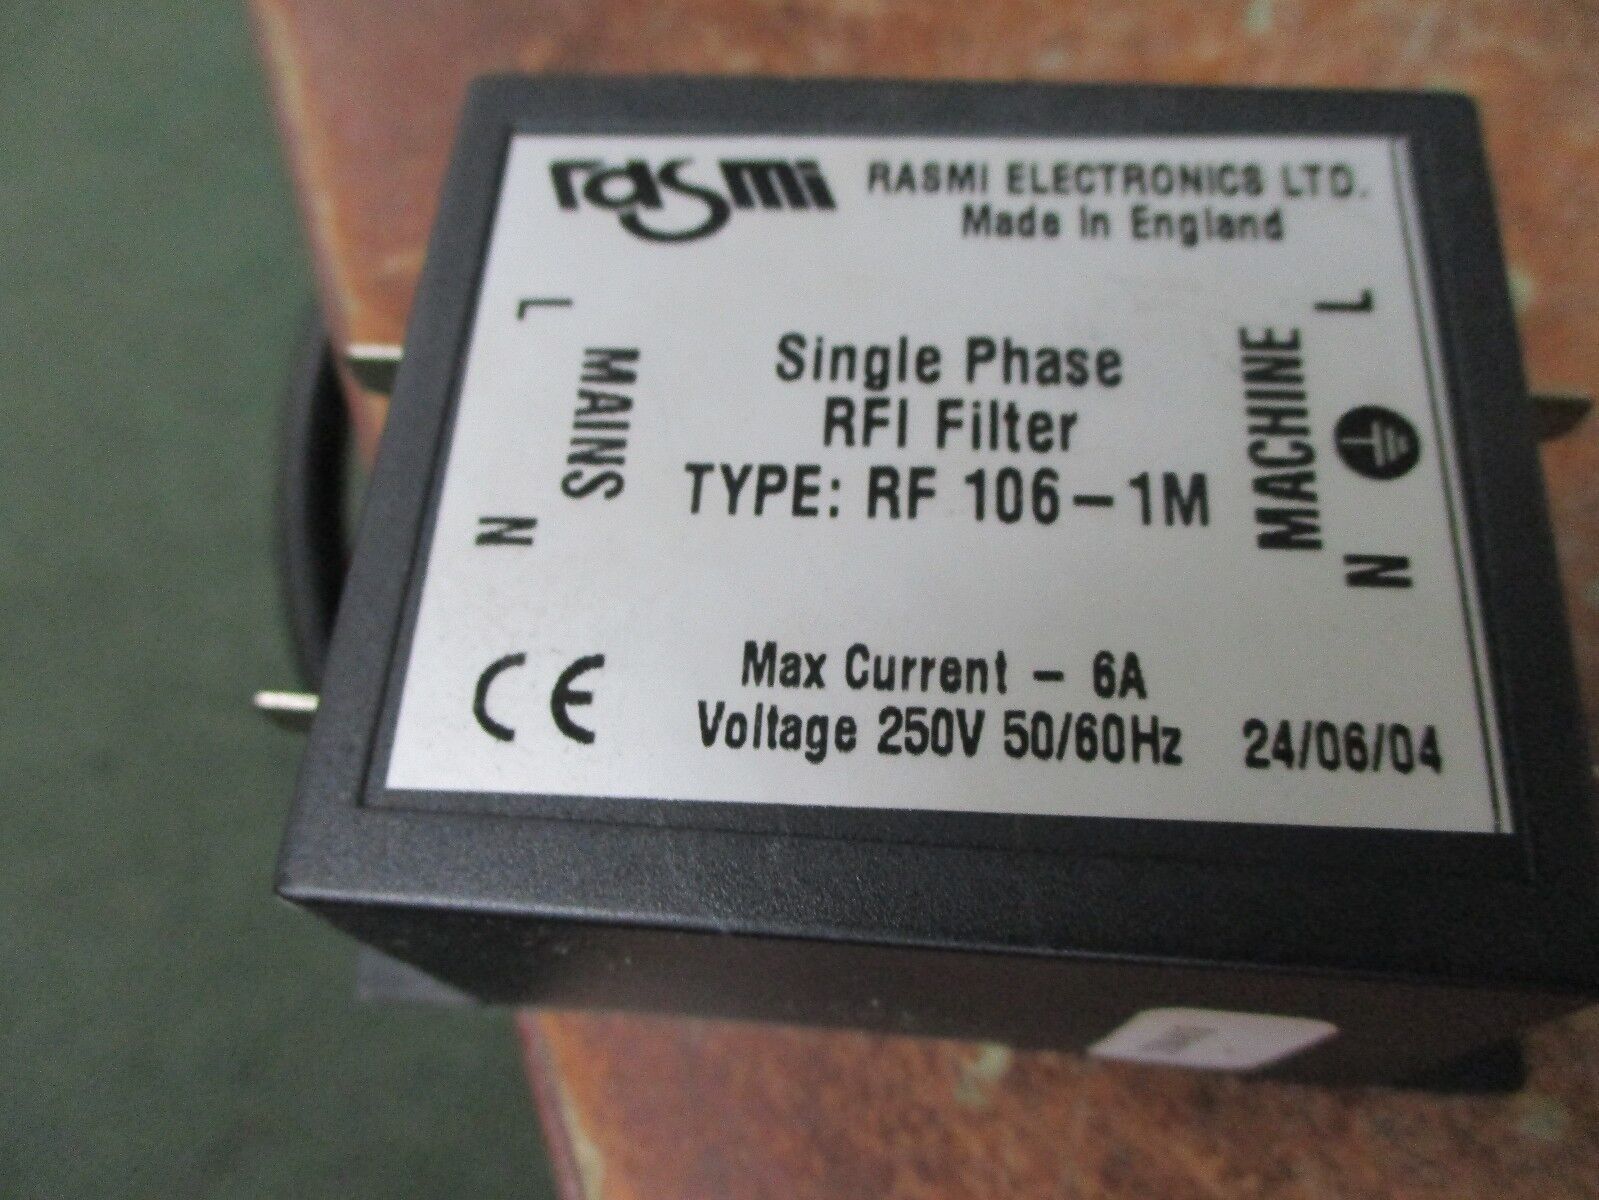 rasmi
RASMI ELECTRONICS LTD.
Made in England
L
MAINS
N
Single Phase
RFI Filter
TYPE: RF 106-1M
MACHINE
L
N
CE
Max Current - 6A
Voltage 250V 50/60Hz
24/06/04